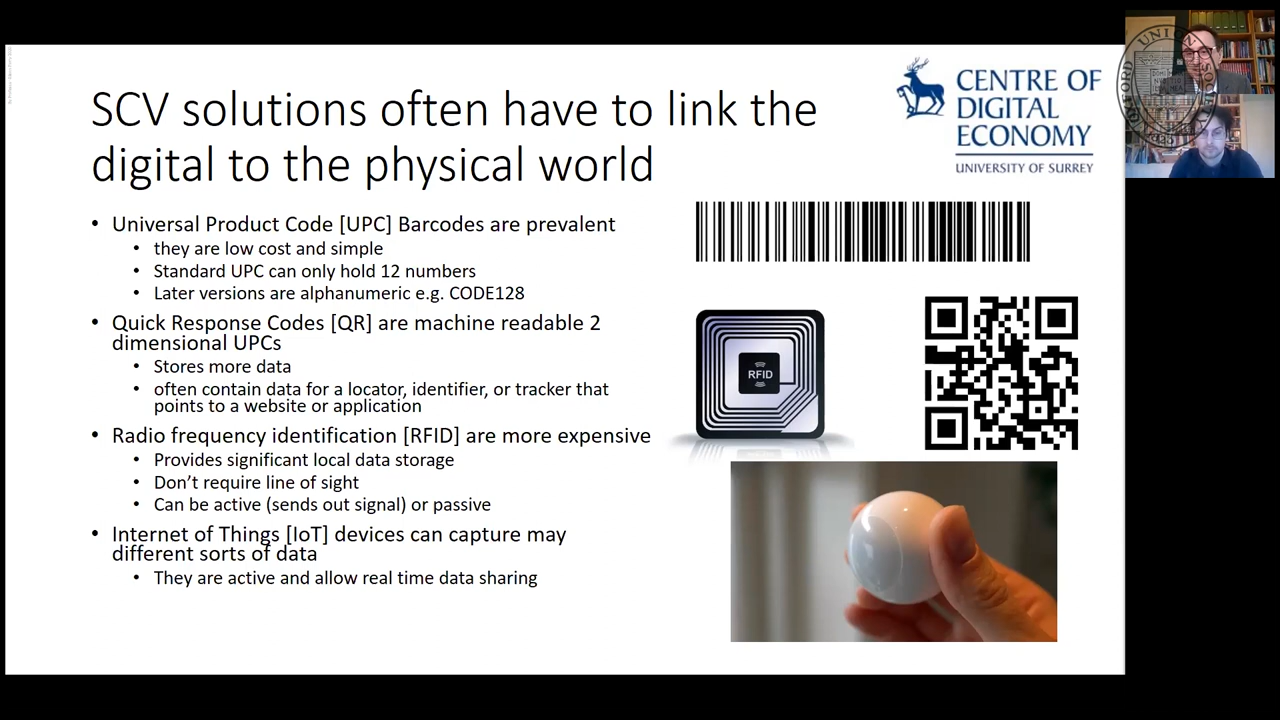 SCV solutions often have to link the
digital to the physical world
CENTRE OF
DIGITAL
ECONOMY
UNIVERSITY OF SURREY
• Universal Product Code [UPC] Barcodes are prevalent
• they are low cost and simple
• Standard UPC can only hold 12 numbers
• Later versions are alphanumeric e.g. CODE128
• Quick Response Codes [QR] are machine readable 2
dimensional UPCs
• Stores more data
• often contain data for a locator, identifier, or tracker that
points to a website or application
• Radio frequency identification [RFID] are more expensive
• Provides significant local data storage
• Don't require line of sight
• Can be active (sends out signal) or passive
• Internet of Things [IoT] devices can capture may
different sorts of data
• They are active and allow real time data sharing
RFID
OXFORD UNION